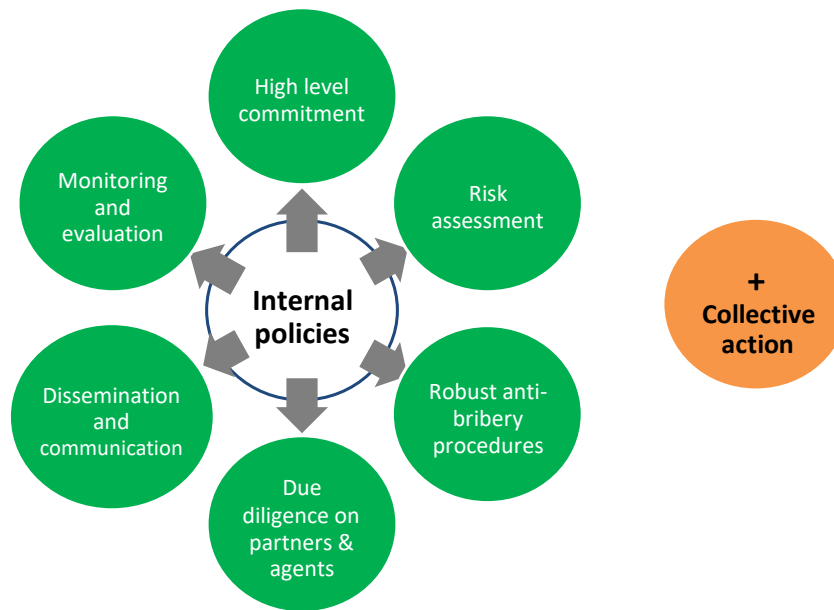 High level
commitment
Risk
assessment
Robust anti-
bribery
procedures
Due
diligence on
partners &
agents
Dissemination
and
communication
Monitoring
and
evaluation
Internal
policies
+
Collective
action